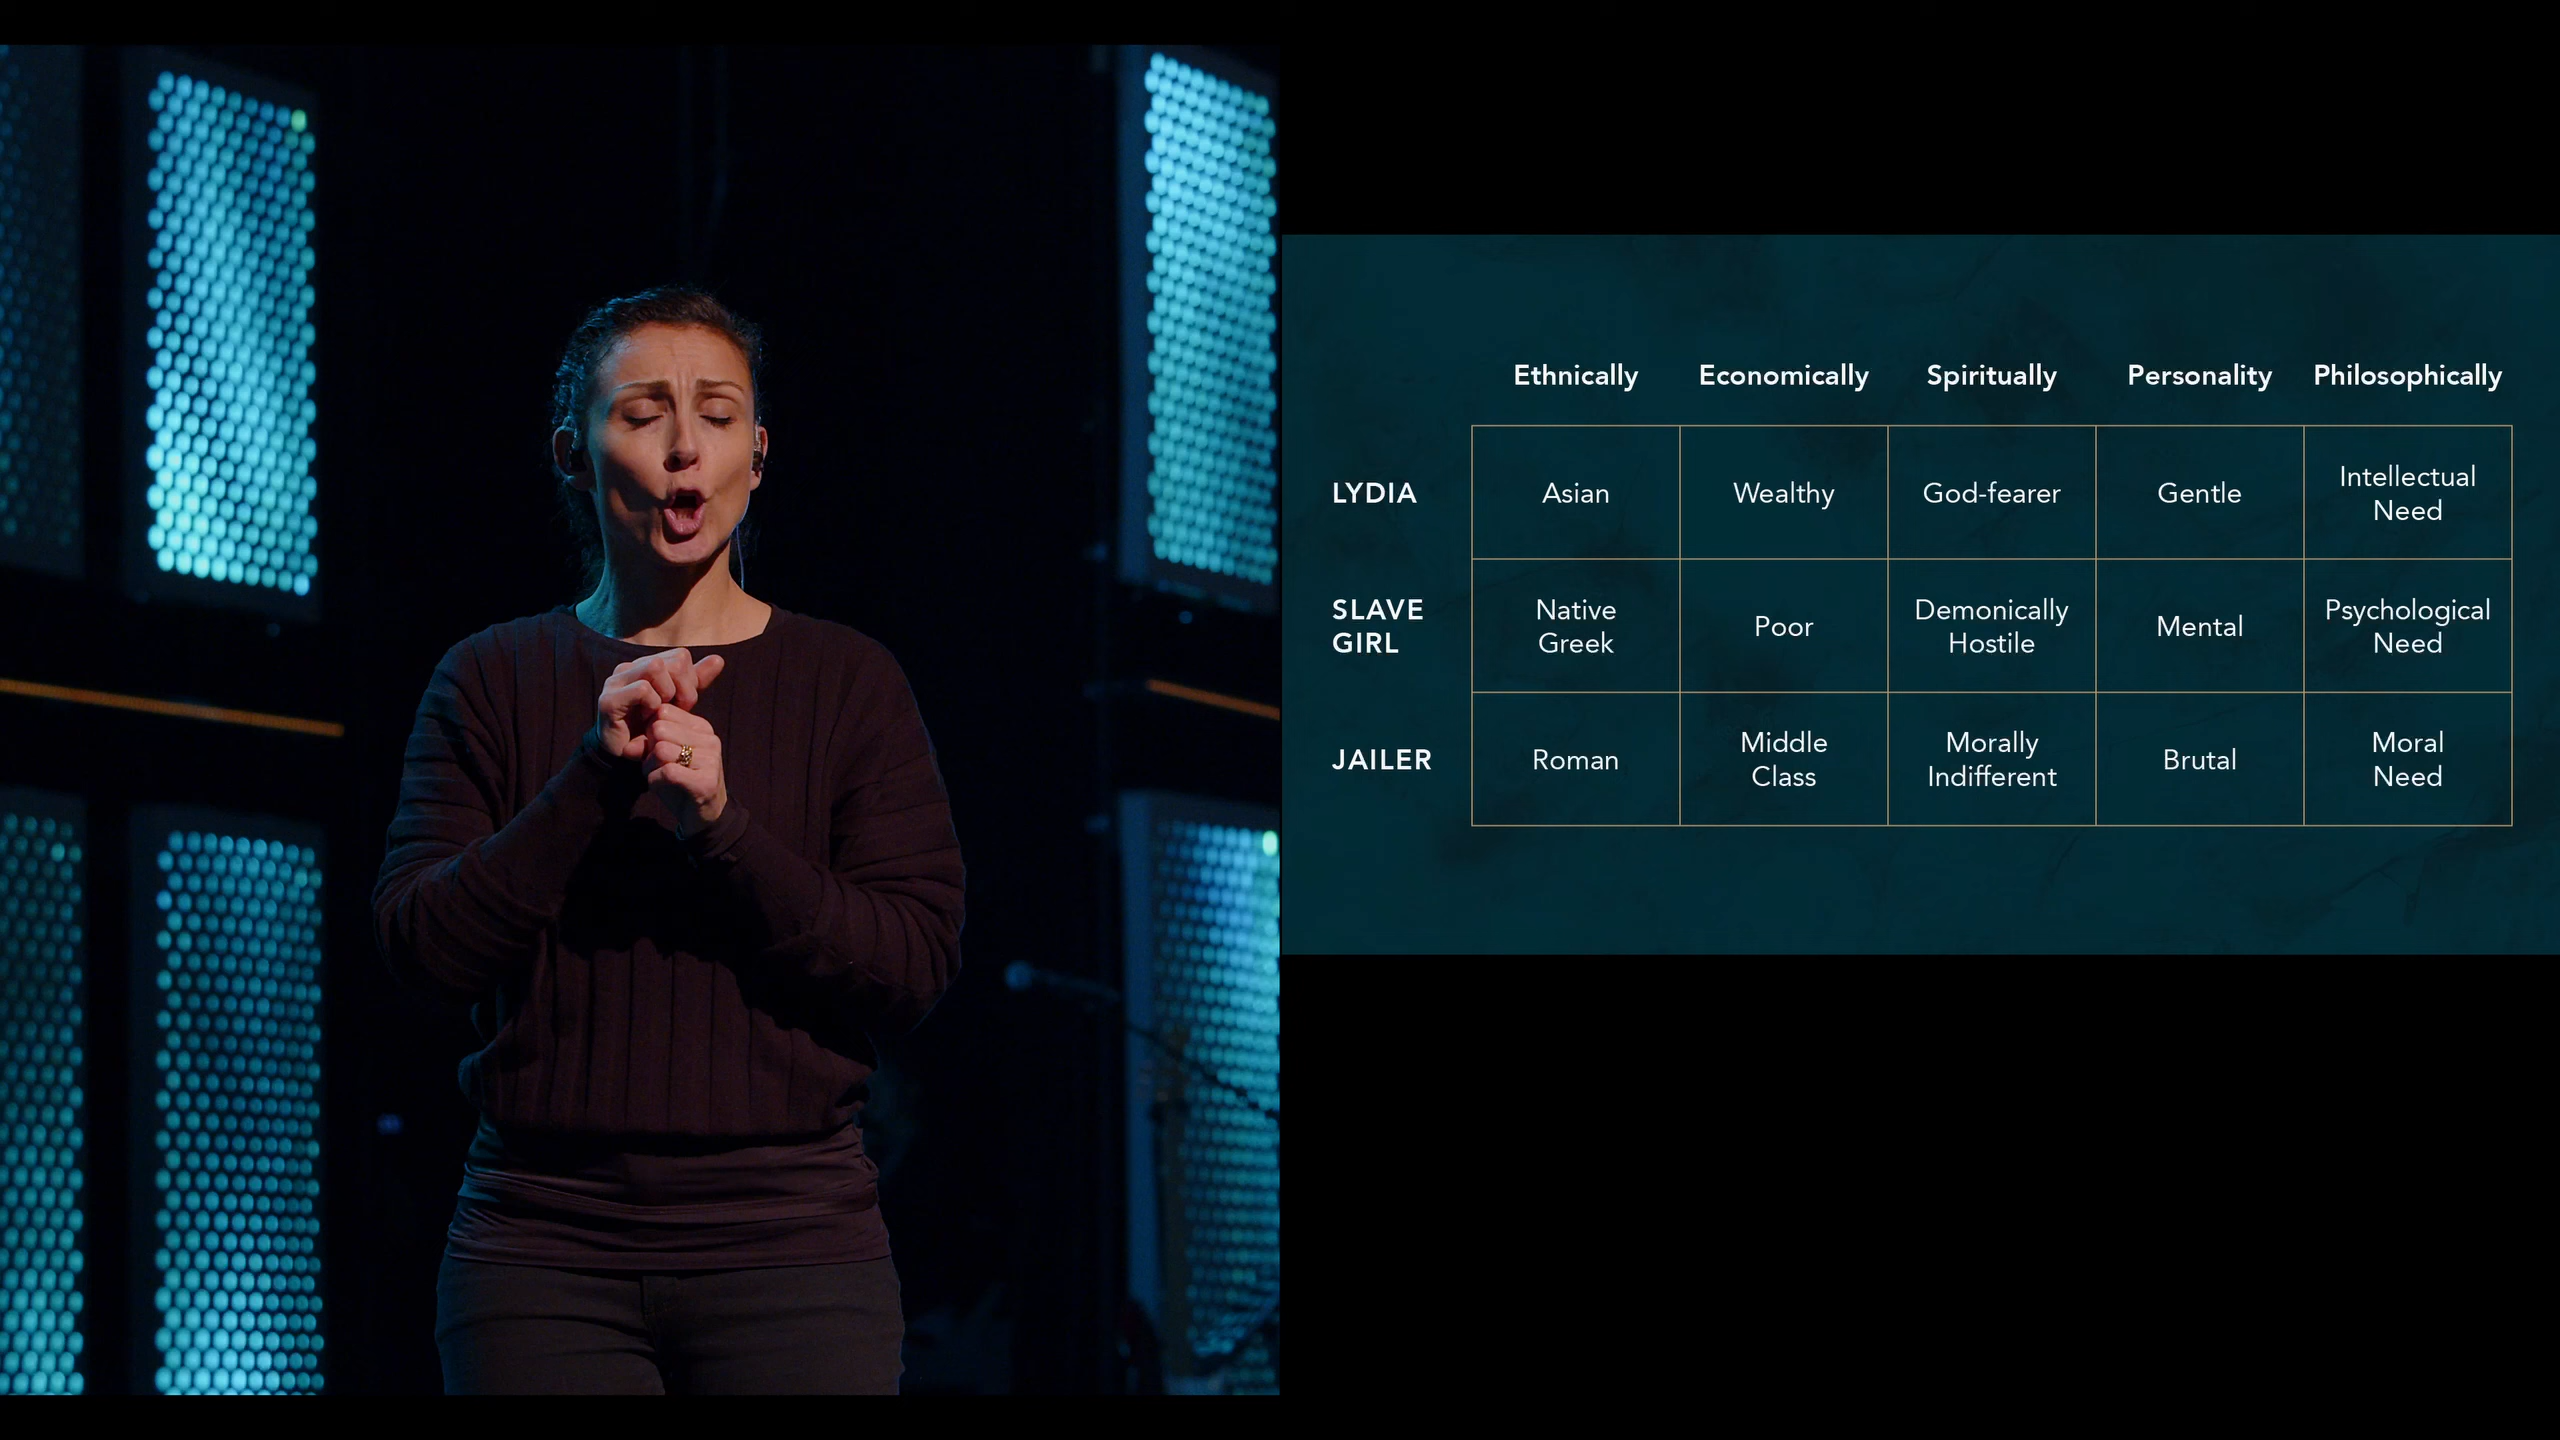 Ethnically Economically Spiritually Personality Philosophically
LYDIA Asian Wealthy God-fearer Gentle Intellectual Need
SLAVE GIRL Native Greek Poor Demonically Hostile Mental Psychological Need
JAILER Roman Middle Class Morally Indifferent Brutal Moral Need